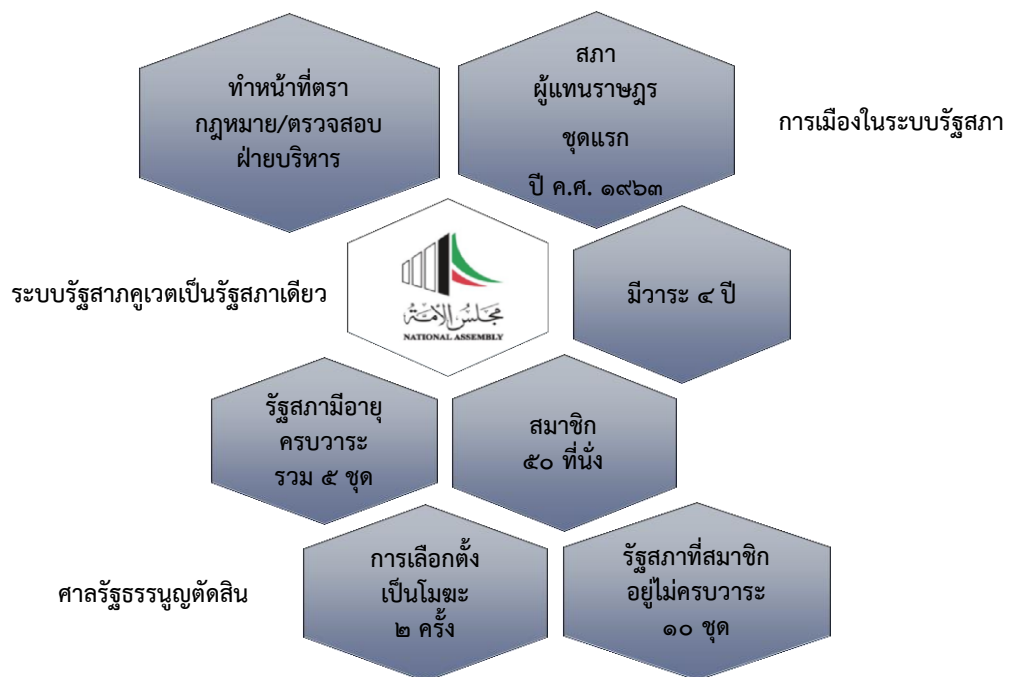 ทำหน้าที่ตรา
กฎหมาย/ตรวจสอบ
ฝ่ายบริหาร
สภา
ผู้แทนราษฎร
ชุดแรก
ปี ค.ศ. ๑๙๖๓
การเมืองในระบบรัฐสภา
ระบบรัฐสาภคูเวตเป็นรัฐสภาเดียว
مجلس الأمة
NATIONAL ASSEMBLY
มีวาระ ๔ ปี
รัฐสภามีอายุ
ครบวาระ
รวม ๕ ชุด
สมาชิก
๕๐ ที่นั่ง
ศาลรัฐธรรนูญตัดสิน
การเลือกตั้ง
เป็นโมฆะ
๒ ครั้ง
รัฐสภาที่สมาชิก
อยู่ไม่ครบวาระ
๑๐ ชุด